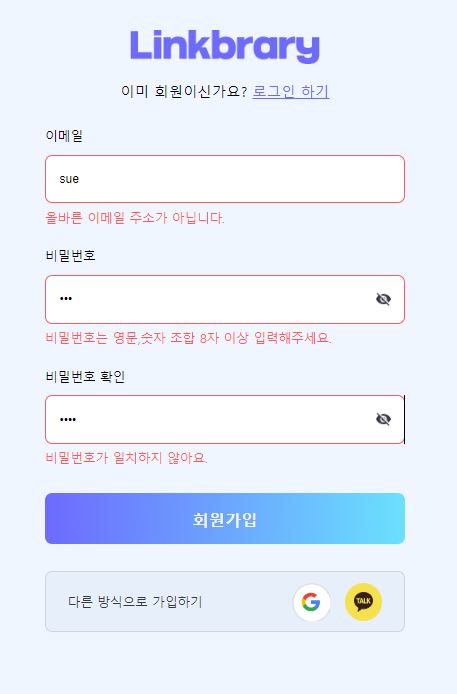 Linkbrary
이미 회원이신가요? 로그인 하기
이메일
sue
올바른 이메일 주소가 아닙니다.
비밀번호
•••
비밀번호는 영문,숫자 조합 8자 이상 입력해주세요.
비밀번호 확인
••••
비밀번호가 일치하지 않아요.
회원가입
다른 방식으로 가입하기
G
TALK